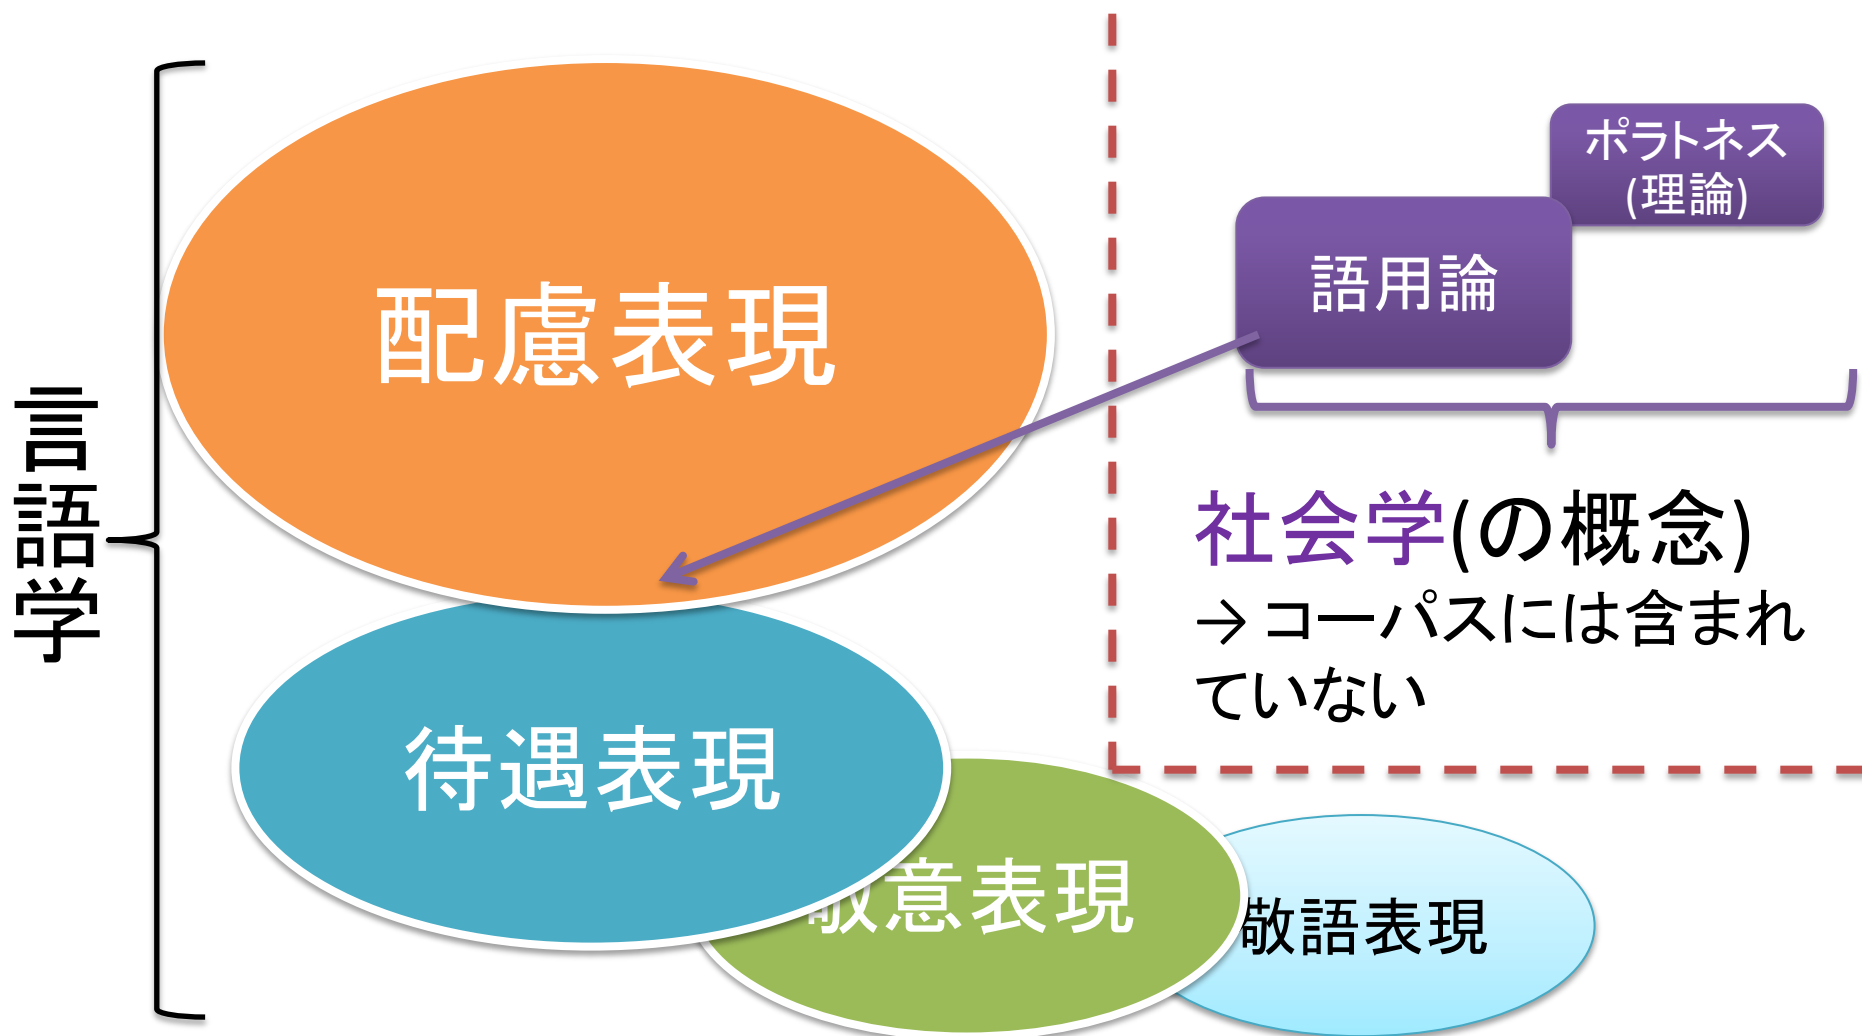 言語学
配慮表現
待遇表現
敬意表現
敬語表現
ポラトネス
(理論)
語用論
社会学(の概念)
→コーパスには含まれ
ていない